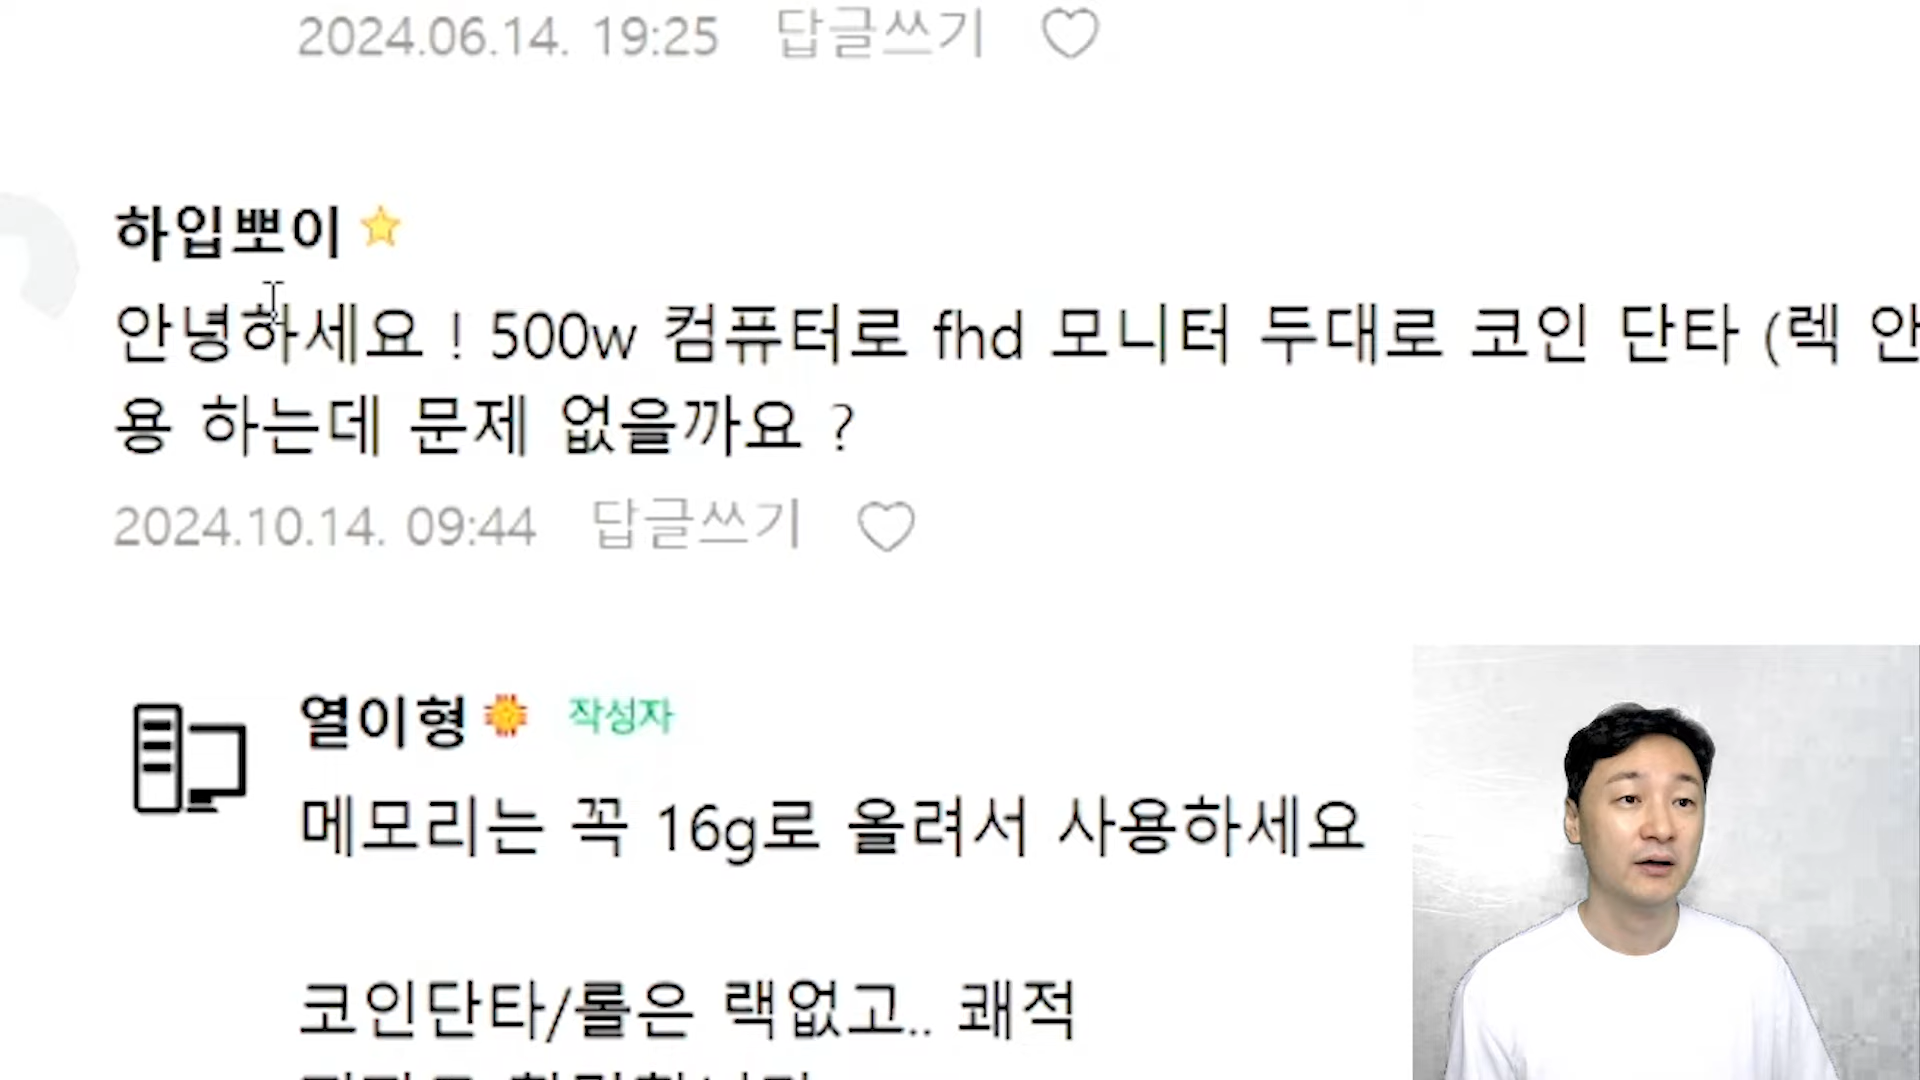 2024.06.14. 19:25 답글쓰기
하입뽀이
안녕하세요 ! 500w 컴퓨터로 fhd 모니터 두대로 코인 단타 (렉 안
용 하는데 문제 없을까요 ?
2024.10.14. 09:44 답글쓰기
열이형 작성자
메모리는 꼭 16g로 올려서 사용하세요
코인단타/롤은 랙없고.. 쾌적